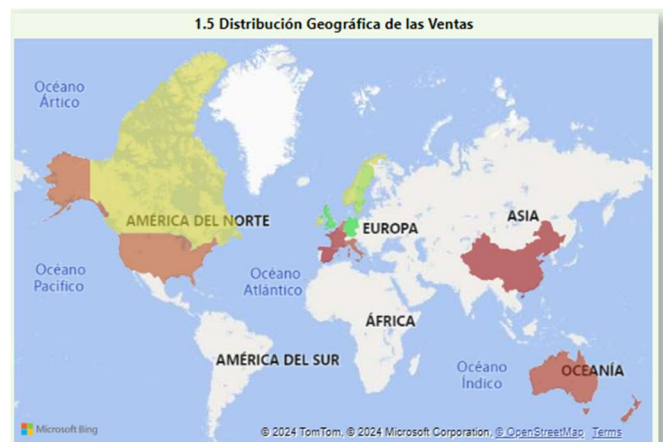 1.5 Distribución Geográfica de las Ventas
Océano
Ártico
AMÉRICA DEL NORTE
EUROPA
ASIA
Océano
Pacífico
Océano
Atlántico
ÁFRICA
AMÉRICA DEL SUR
Océano
Índico
OCEANÍA
Microsoft Bing
© 2024 TomTom, © 2024 Microsoft Corporation, © OpenStreetMap Terms